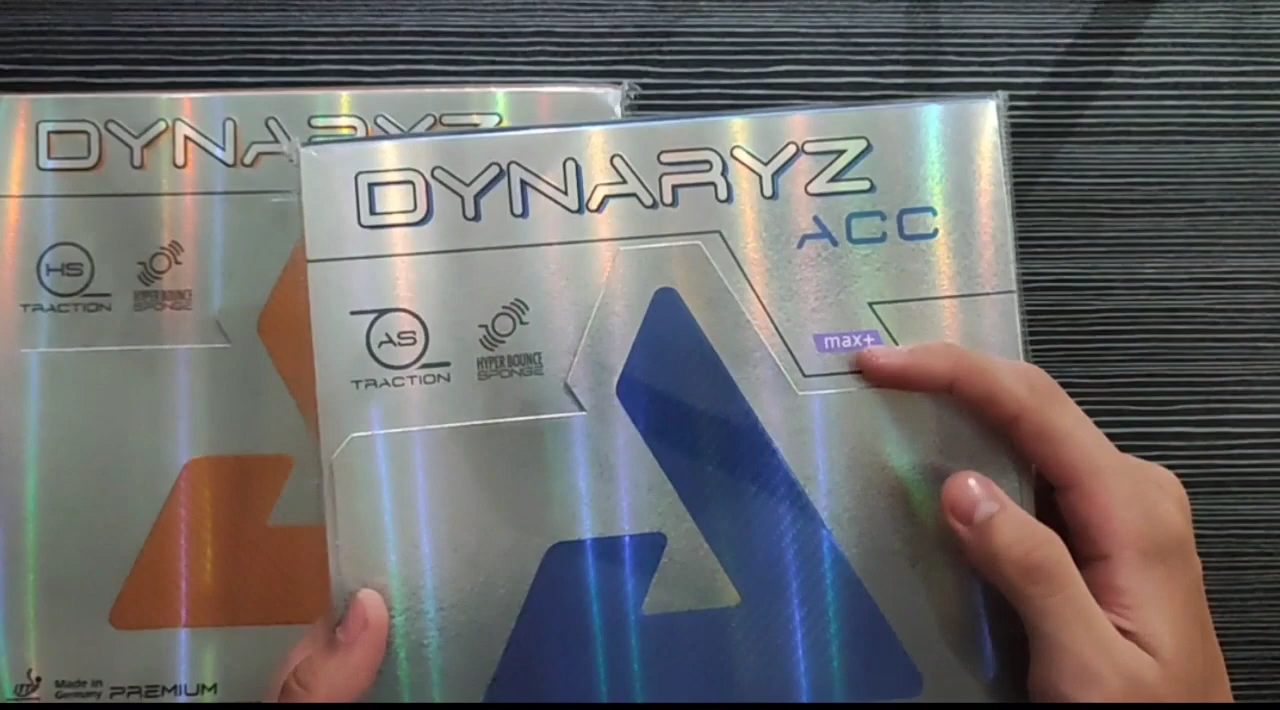 DYNARYZ
HS
TRACTION
HYPER BOUNCE
SPONGE
Made in
Germany
PREMIUM
DYNARYZ
ACC
AS
TRACTION
HYPER BOUNCE
SPONGE
max+